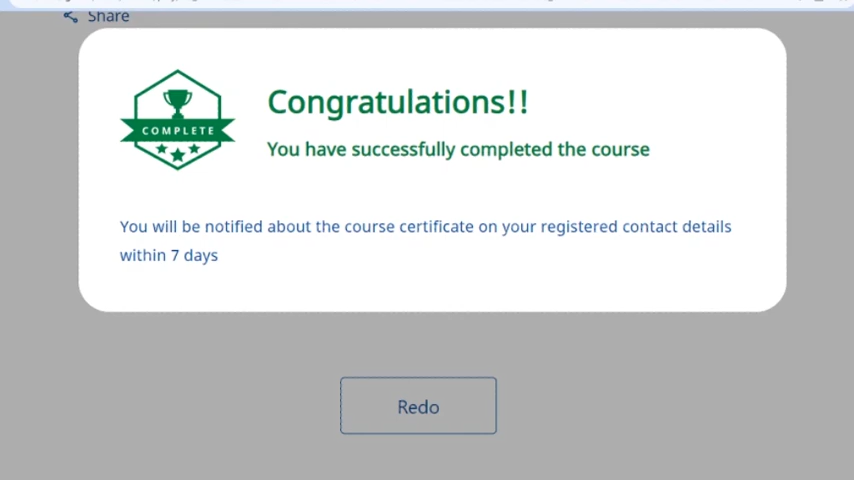 Share
COMPLETE
Congratulations!!
You have successfully completed the course
You will be notified about the course certificate on your registered contact details
within 7 days
Redo